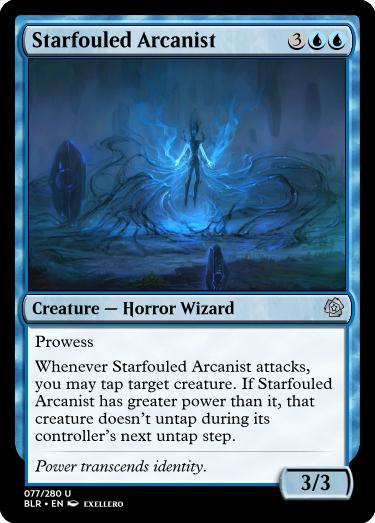 Starfouled Arcanist 3
Creature — Horror Wizard
Prowess
Whenever Starfouled Arcanist attacks,
you may tap target creature. If Starfouled
Arcanist has greater power than it, that
creature doesn't untap during its
controller's next untap step.
Power transcends identity.
3/3
077/280 U
BLR • EN EXELLERO